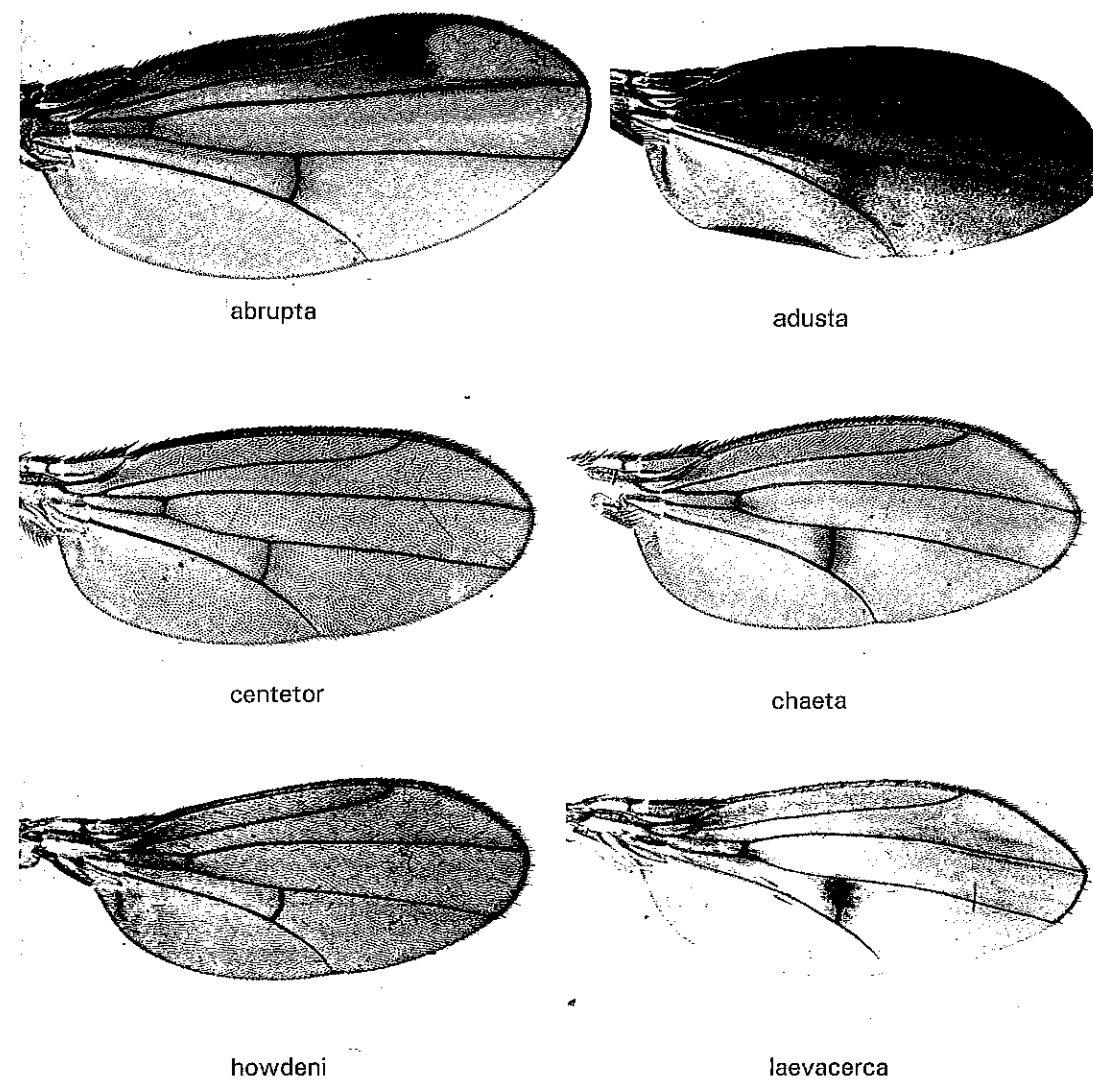 abrupta
adusta
centetor
chaeta
howdeni
laevacerca